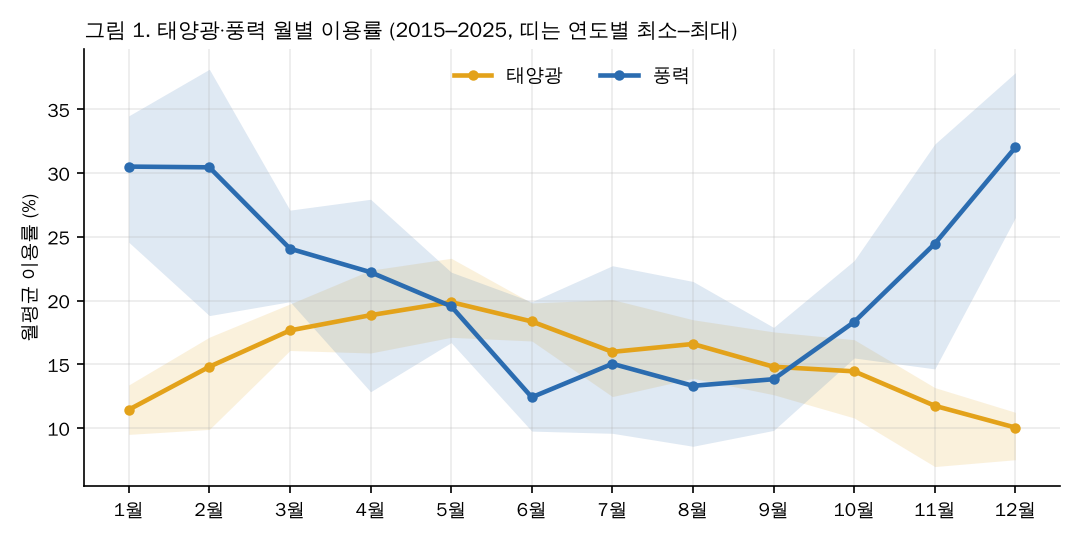 그림 1. 태양광·풍력 월별 이용률 (2015–2025, 띠는 연도별 최소–최대)
태양광 풍력
월평균 이용률 (%)
35
30
25
20
15
10
1월 2월 3월 4월 5월 6월 7월 8월 9월 10월 11월 12월